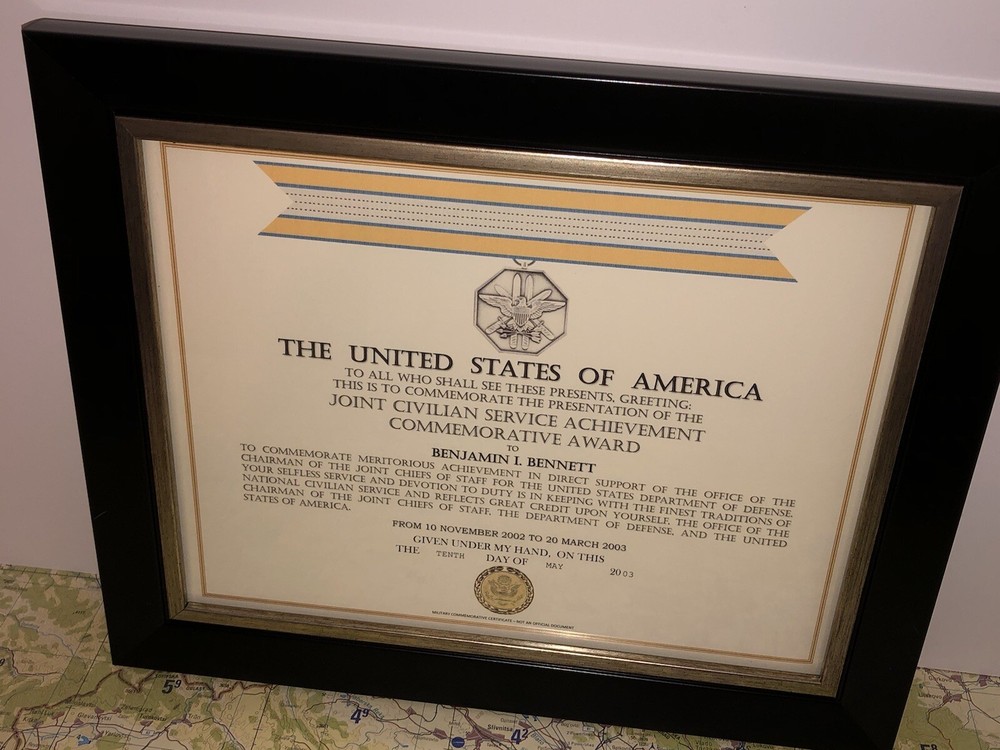 THE UNITED STATES OF AMERICA
TO ALL WHO SHALL SEE THESE PRESENTS, GREETING:
THIS IS TO COMMEMORATE THE PRESENTATION OF THE
JOINT CIVILIAN SERVICE ACHIEVEMENT
COMMEMORATIVE AWARD
TO
BENJAMIN I. BENNETT
TO COMMEMORATE MERITORIOUS ACHIEVEMENT IN DIRECT SUPPORT OF THE OFFICE OF THE
CHAIRMAN OF THE JOINT CHIEFS OF STAFF FOR THE UNITED STATES DEPARTMENT OF DEFENSE.
YOUR SELFLESS SERVICE AND DEVOTION TO DUTY IS IN KEEPING WITH THE FINEST TRADITIONS OF
NATIONAL CIVILIAN SERVICE AND REFLECTS GREAT CREDIT UPON YOURSELF, THE OFFICE OF THE
CHAIRMAN OF THE JOINT CHIEFS OF STAFF, THE DEPARTMENT OF DEFENSE, AND THE UNITED
STATES OF AMERICA.
FROM 10 NOVEMBER 2002 TO 20 MARCH 2003
GIVEN UNDER MY HAND, ON THIS
THE TENTH DAY OF MAY 2003
MILITARY COMMEMORATIVE CERTIFICATE - NOT AN OFFICIAL DOCUMENT
5⁹
4⁹
Slivnitsa
4²